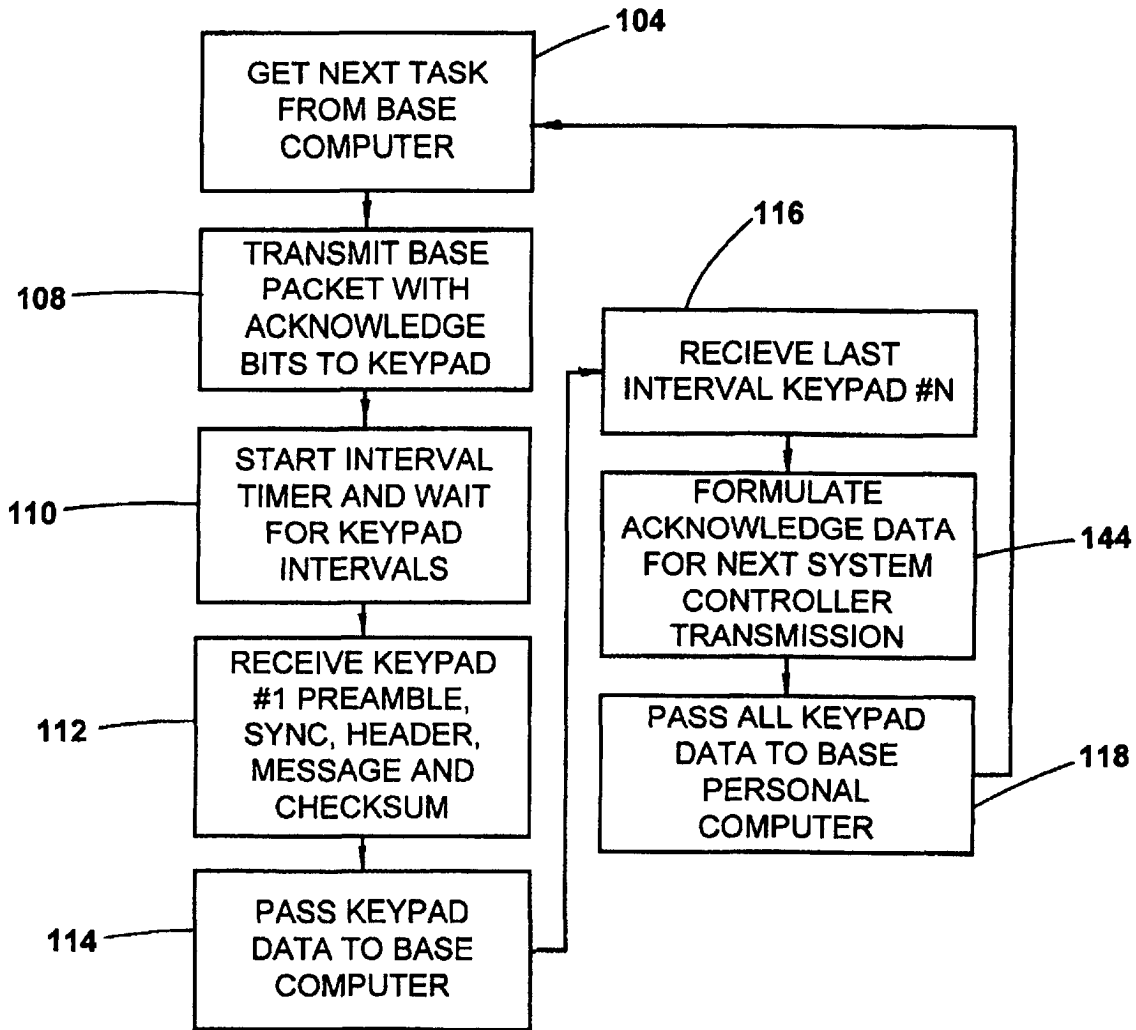 104
GET NEXT TASK
FROM BASE
COMPUTER
108
TRANSMIT BASE
PACKET WITH
ACKNOWLEDGE
BITS TO KEYPAD
110
START INTERVAL
TIMER AND WAIT
FOR KEYPAD
INTERVALS
112
RECEIVE KEYPAD
#1 PREAMBLE,
SYNC, HEADER,
MESSAGE AND
CHECKSUM
114
PASS KEYPAD
DATA TO BASE
COMPUTER
116
RECIEVE LAST
INTERVAL KEYPAD #N
FORMULATE
ACKNOWLEDGE DATA
FOR NEXT SYSTEM
CONTROLLER
TRANSMISSION
144
PASS ALL KEYPAD
DATA TO BASE
PERSONAL
COMPUTER
118